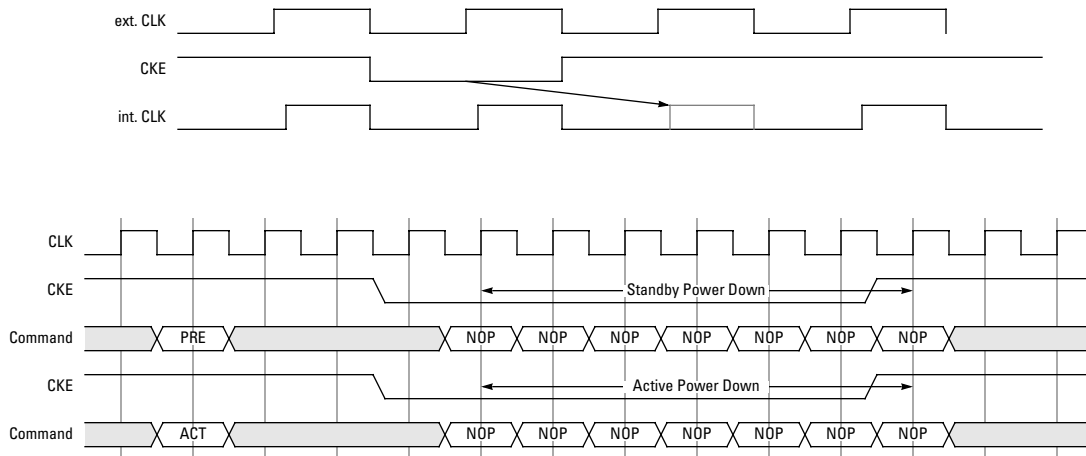 ext. CLK
CKE
int. CLK
CLK
CKE Standby Power Down
Command PRE NOP NOP NOP NOP NOP NOP NOP
CKE Active Power Down
Command ACT NOP NOP NOP NOP NOP NOP NOP